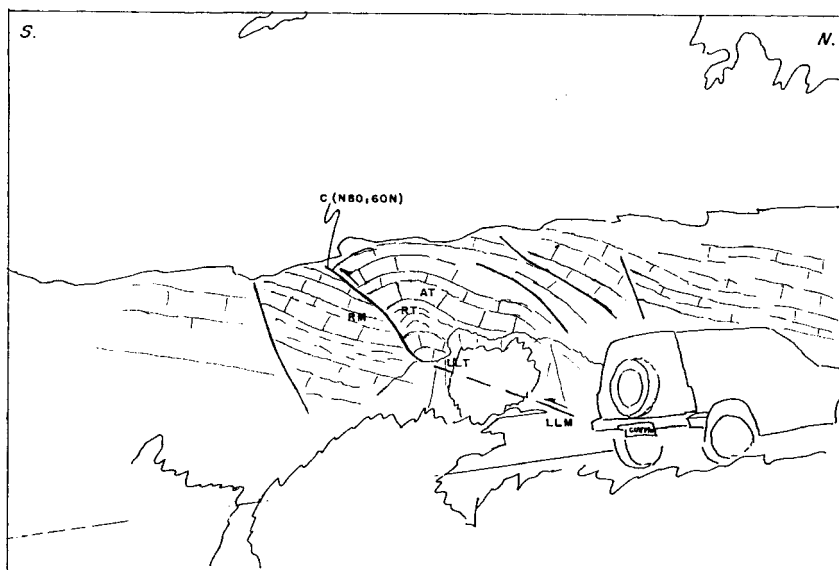 S. N.
C (N80;60N)
AT
RT
RM
LLT
LLM